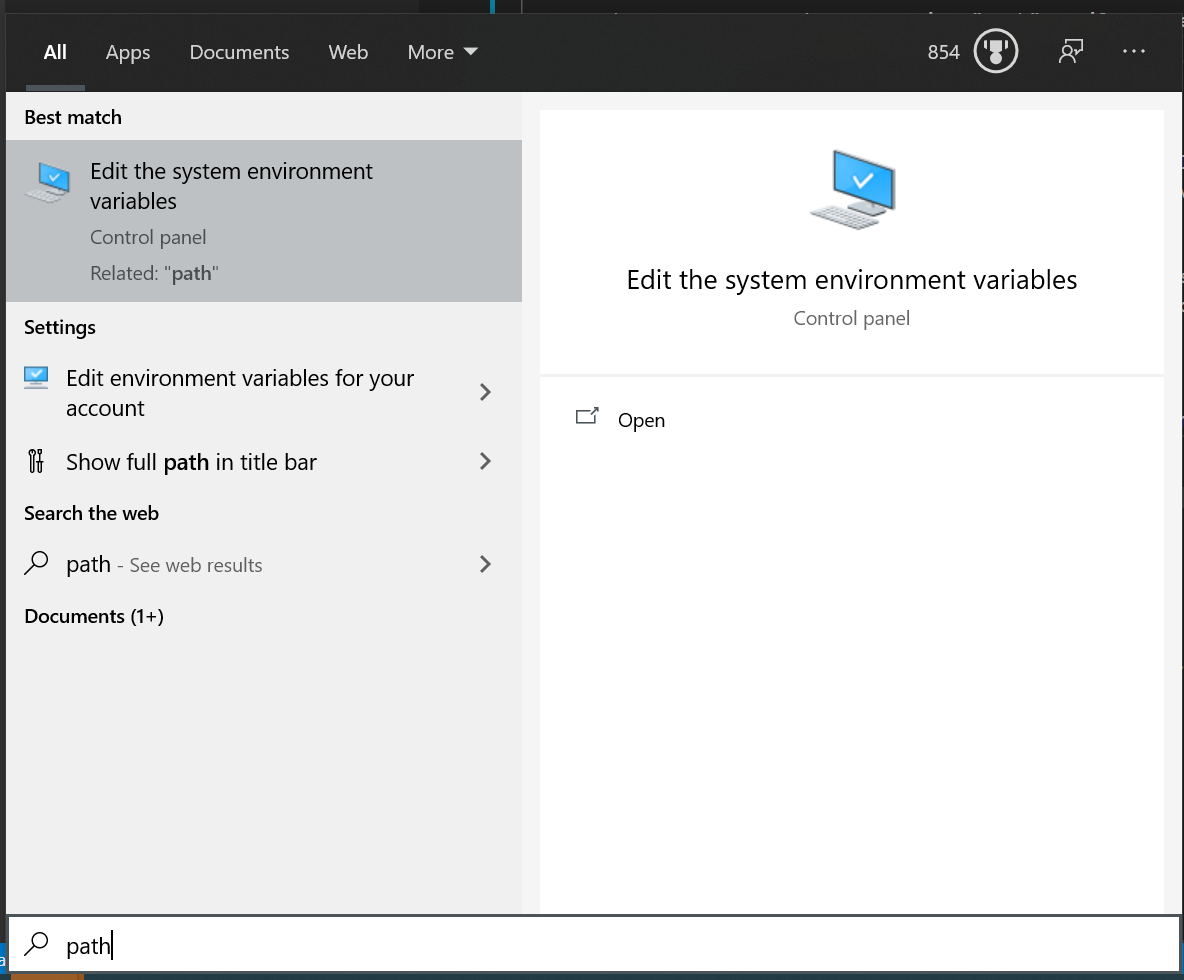 All Apps Documents Web More 854
Best match
Edit the system environment
variables
Control panel
Related: "path"
Settings
Edit environment variables for your
account
Show full path in title bar
Search the web
path - See web results
Documents (1+)
Edit the system environment variables
Control panel
Open
path